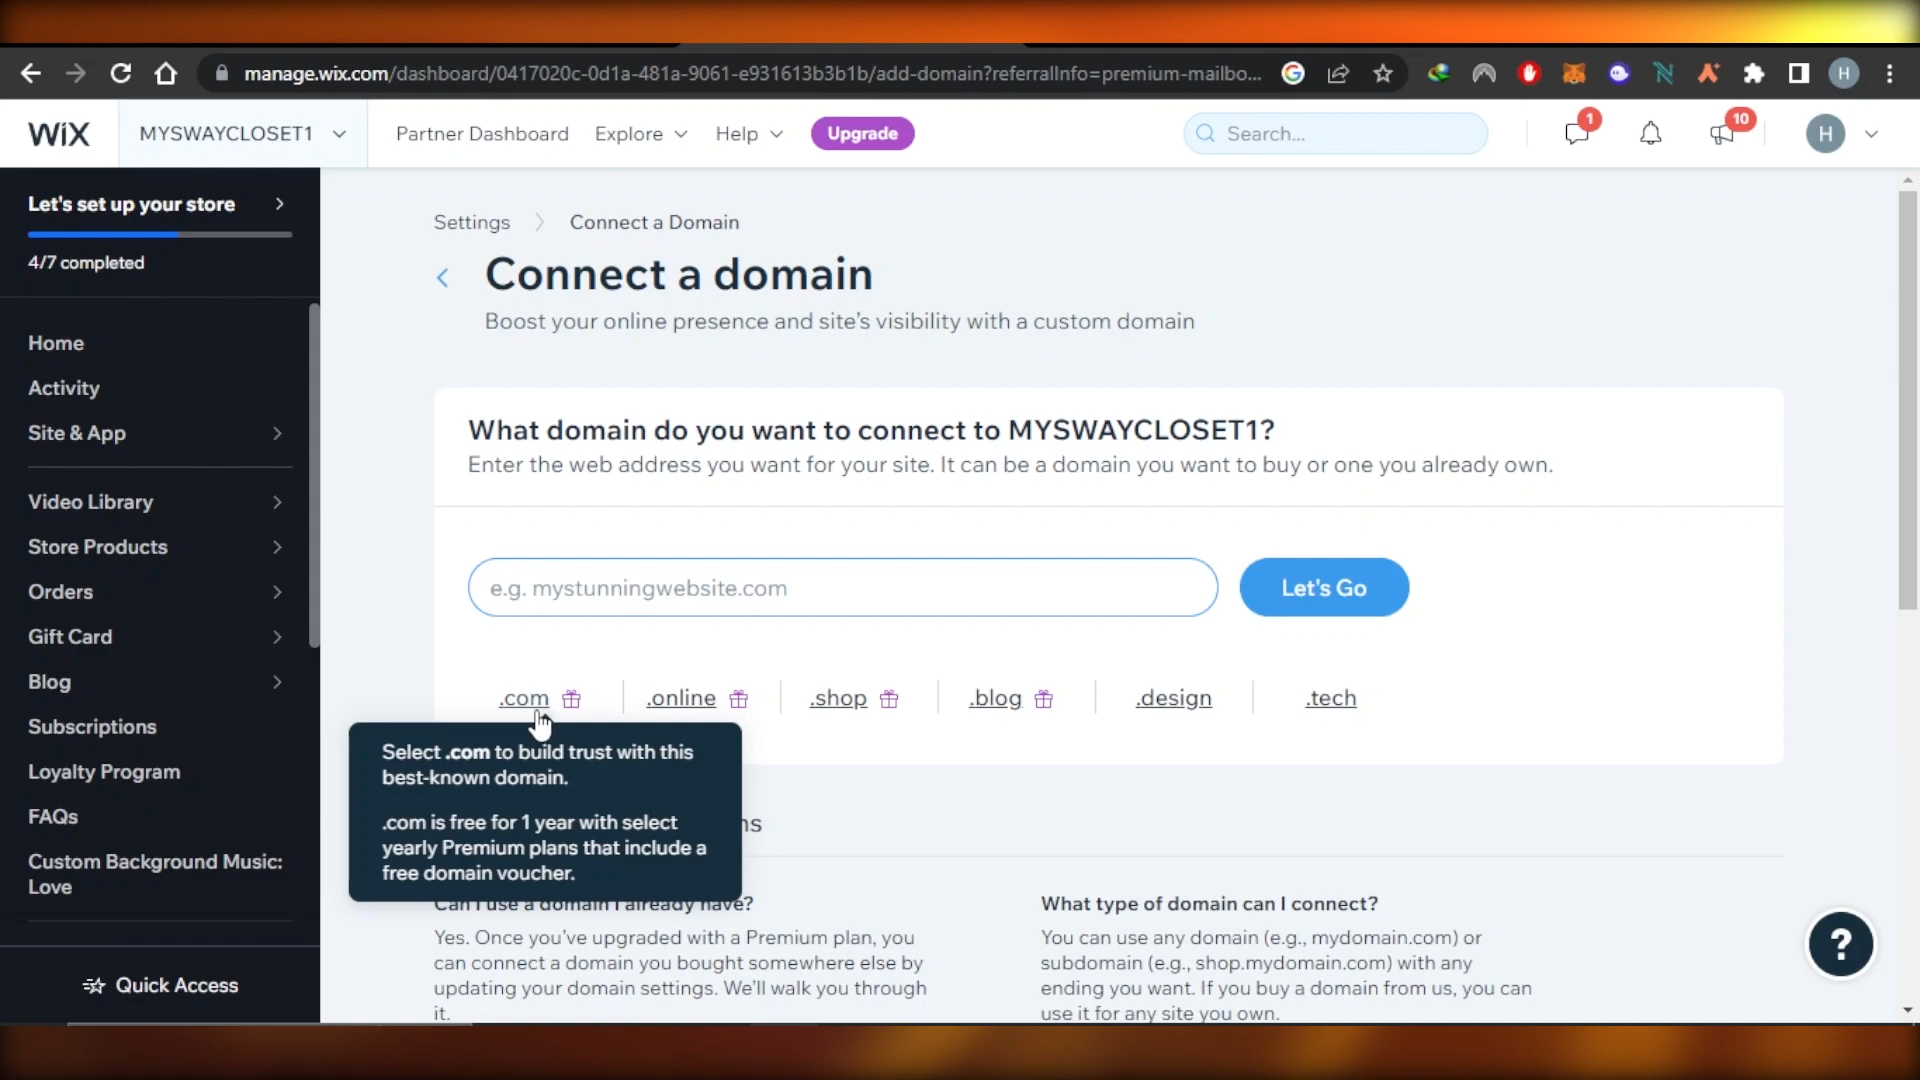 manage.wix.com/dashboard/0417020c-0d1a-481a-9061-e931613b3b1b/add-domain?referralInfo=premium-mailbo...
H
WiX
MYSWAYCLOSET1
Partner Dashboard
Explore
Help
Upgrade
Search...
1
10
H
Let's set up your store
4/7 completed
Home
Activity
Site & App
Video Library
Store Products
Orders
Gift Card
Blog
Subscriptions
Loyalty Program
FAQs
Custom Background Music:
Love
Quick Access
Settings
Connect a Domain
Connect a domain
Boost your online presence and site's visibility with a custom domain
What domain do you want to connect to MYSWAYCLOSET1?
Enter the web address you want for your site. It can be a domain you want to buy or one you already own.
e.g. mystunningwebsite.com
Let's Go
.com
.online
.shop
.blog
.design
.tech
Select .com to build trust with this
best-known domain.
.com is free for 1 year with select
yearly Premium plans that include a
free domain voucher.
ns
Can I use a domain I already have?
Yes. Once you've upgraded with a Premium plan, you
can connect a domain you bought somewhere else by
updating your domain settings. We'll walk you through
it.
What type of domain can I connect?
You can use any domain (e.g., mydomain.com) or
subdomain (e.g., shop.mydomain.com) with any
ending you want. If you buy a domain from us, you can
use it for any site you own.
?